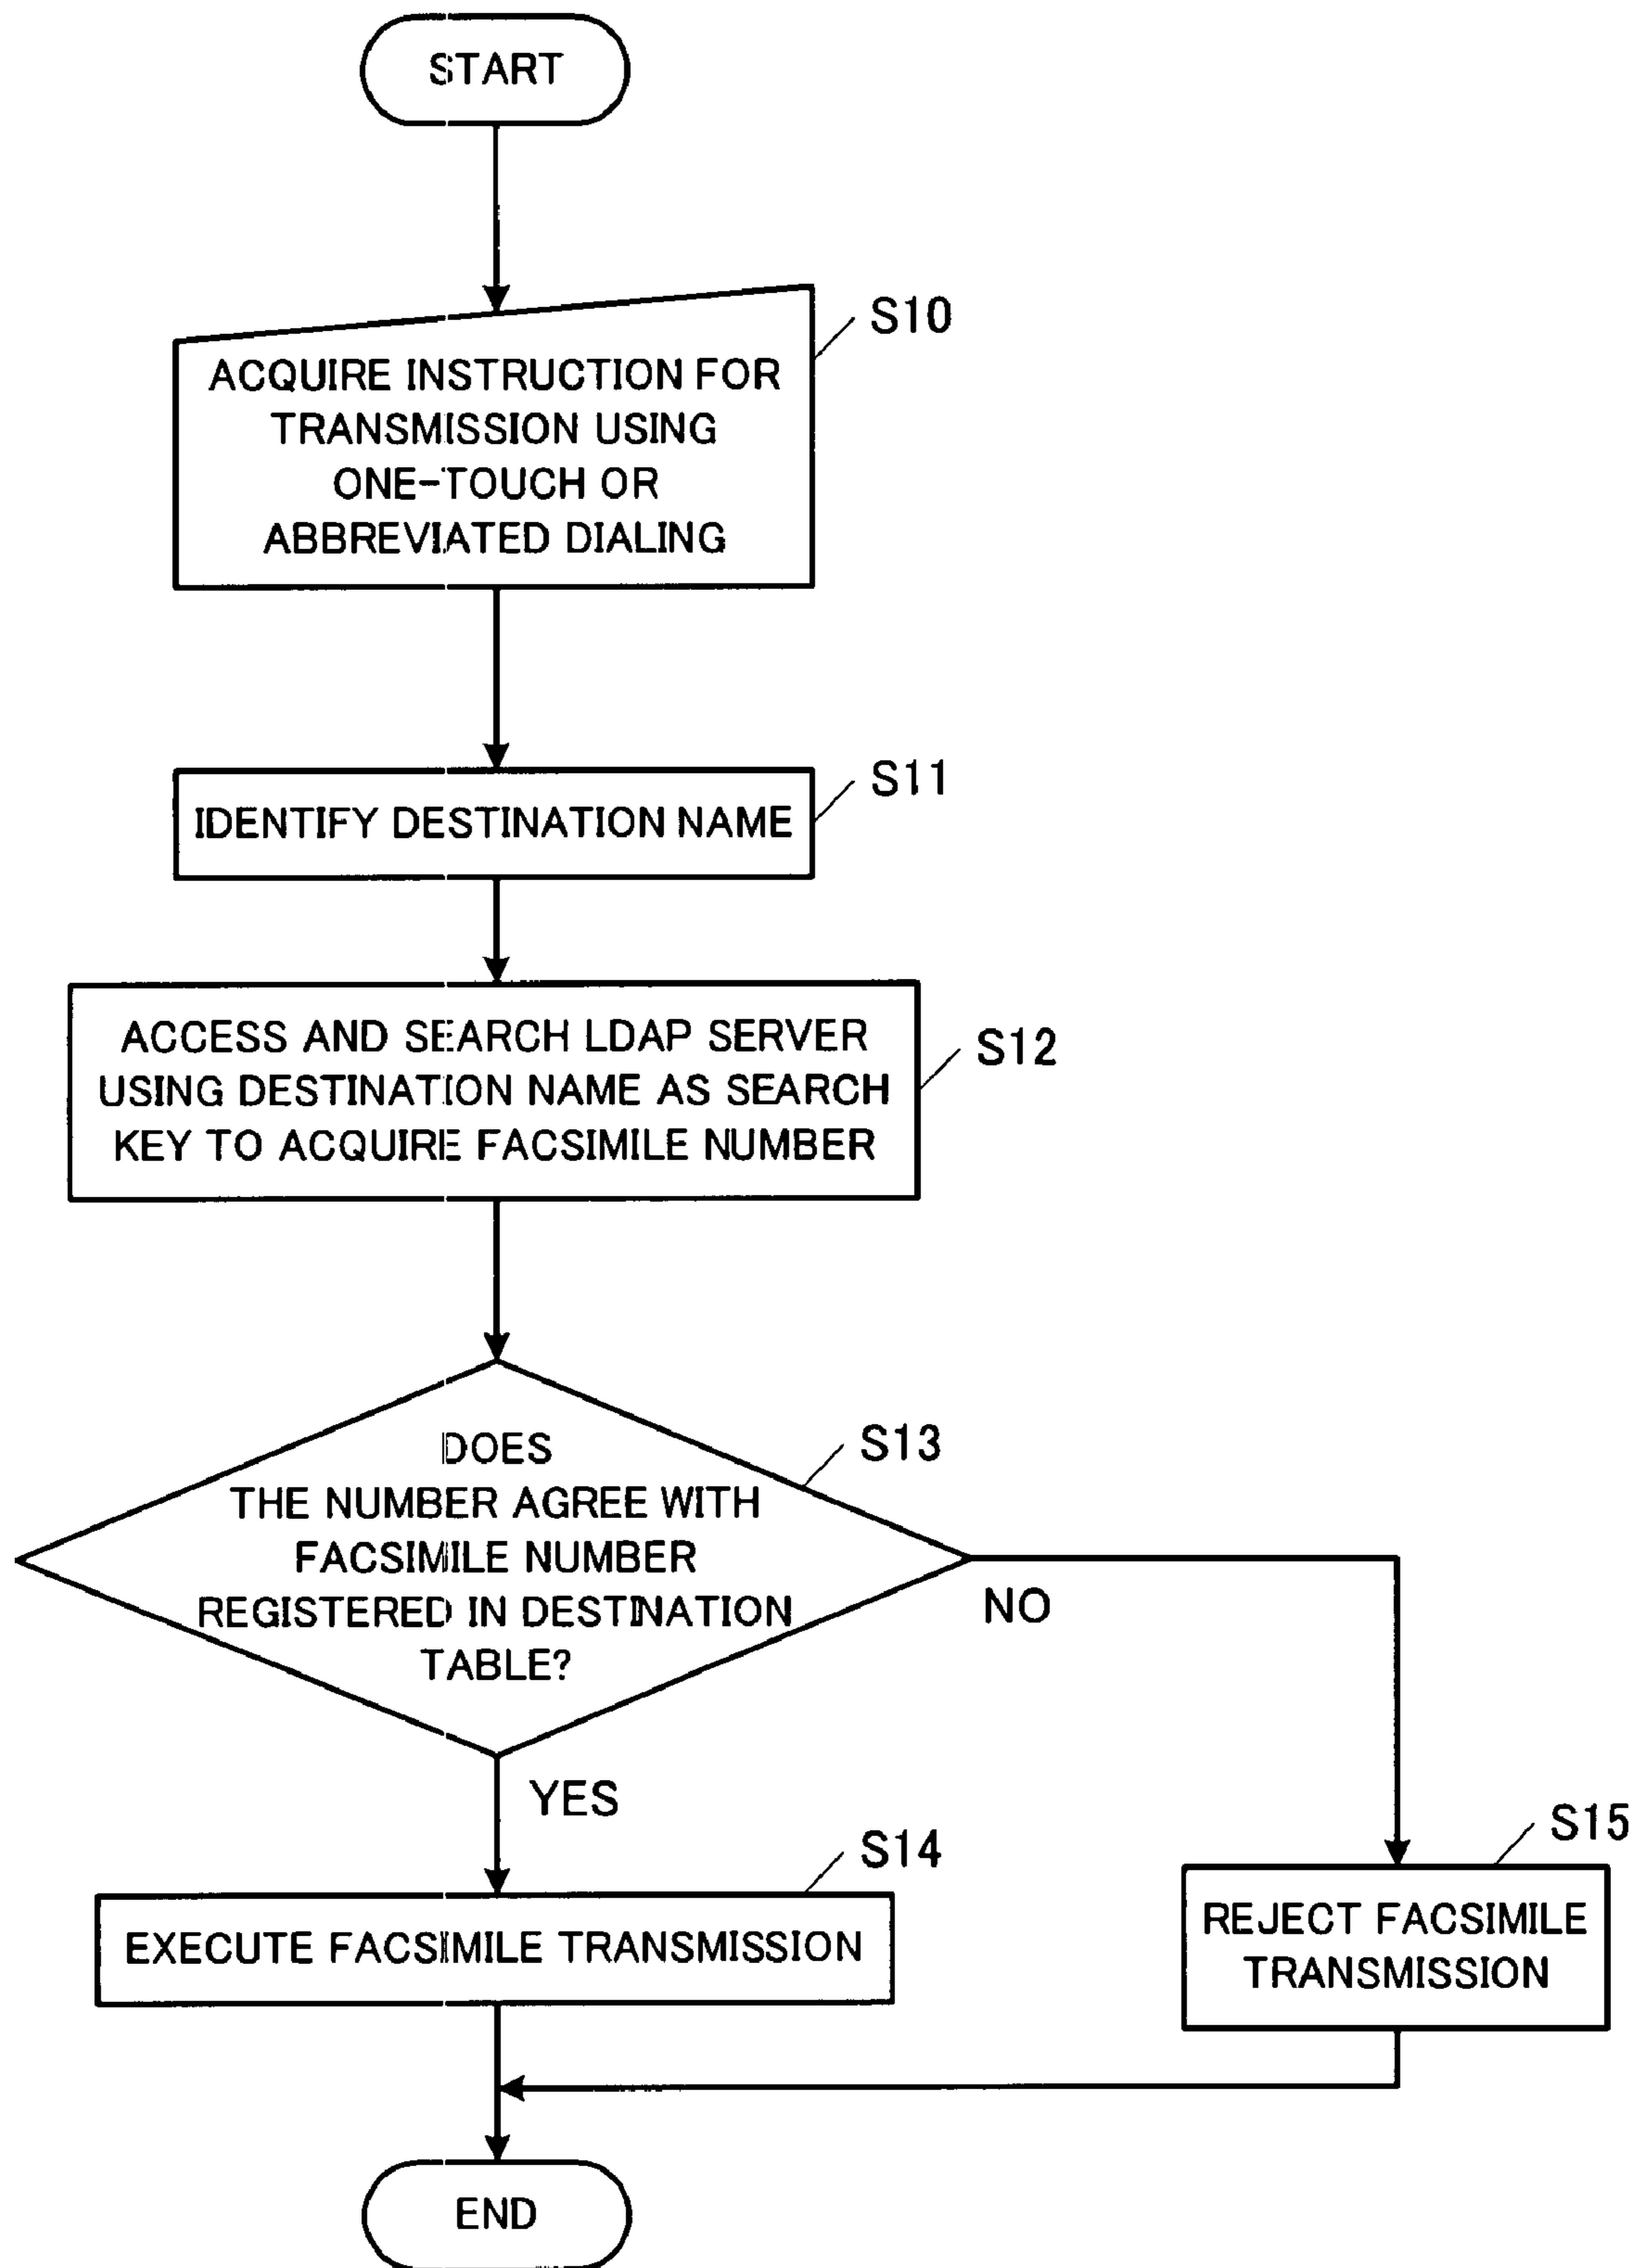 START
S10
ACQUIRE INSTRUCTION FOR
TRANSMISSION USING
ONE-TOUCH OR
ABBREVIATED DIALING
S11
IDENTIFY DESTINATION NAME
S12
ACCESS AND SEARCH LDAP SERVER
USING DESTINATION NAME AS SEARCH
KEY TO ACQUIRE FACSIMILE NUMBER
S13
DOES
THE NUMBER AGREE WITH
FACSIMILE NUMBER
REGISTERED IN DESTINATION
TABLE?
NO
YES
S14
EXECUTE FACSIMILE TRANSMISSION
S15
REJECT FACSIMILE
TRANSMISSION
END